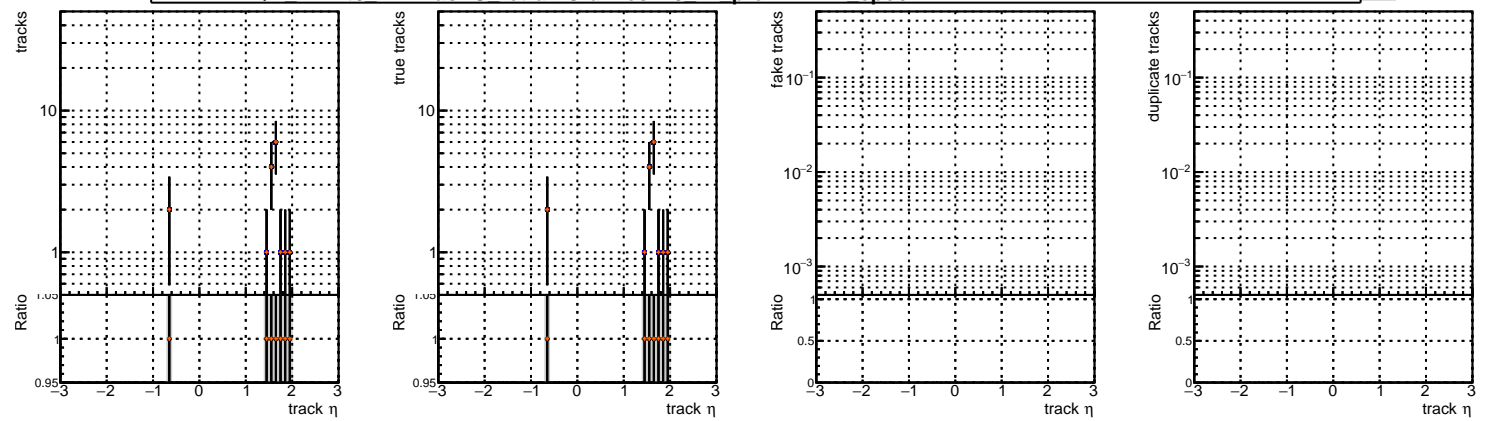 tracks
10
1
1.05
Ratio
1
0.95
−3 −2 −1 0 1 2 3
track η
true tracks
10
1
1.05
Ratio
1
0.95
−3 −2 −1 0 1 2 3
track η
fake tracks
10−1
10−2
10−3
Ratio
1
0.5
0
−3 −2 −1 0 1 2 3
track η
duplicate tracks
10−1
10−2
10−3
Ratio
1
0.5
0
−3 −2 −1 0 1 2 3
track η